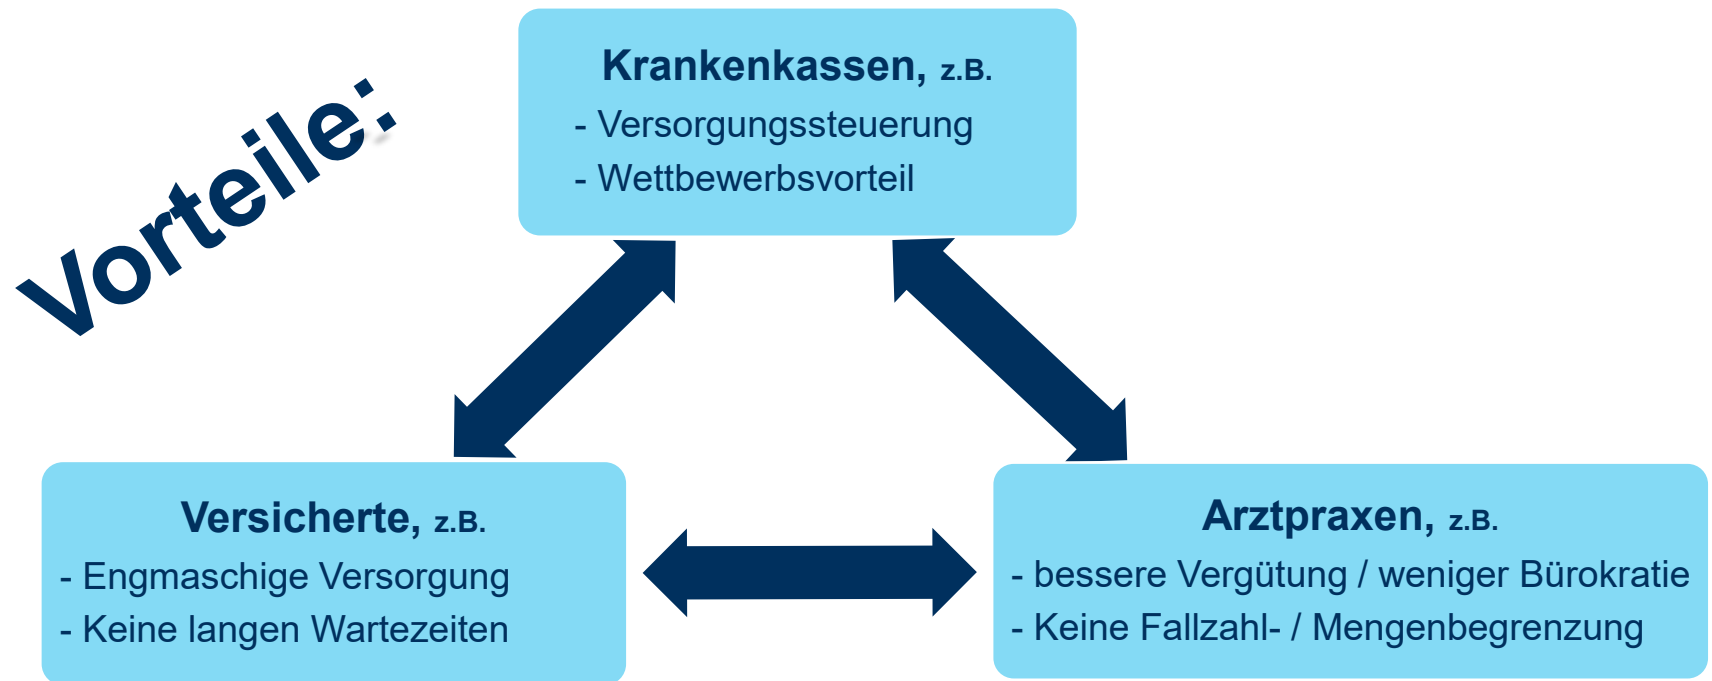 Vorteile:
Krankenkassen, z.B.
- Versorgungssteuerung
- Wettbewerbsvorteil
Versicherte, z.B.
- Engmaschige Versorgung
- Keine langen Wartezeiten
Arztpraxen, z.B.
- bessere Vergütung / weniger Bürokratie
- Keine Fallzahl- / Mengenbegrenzung